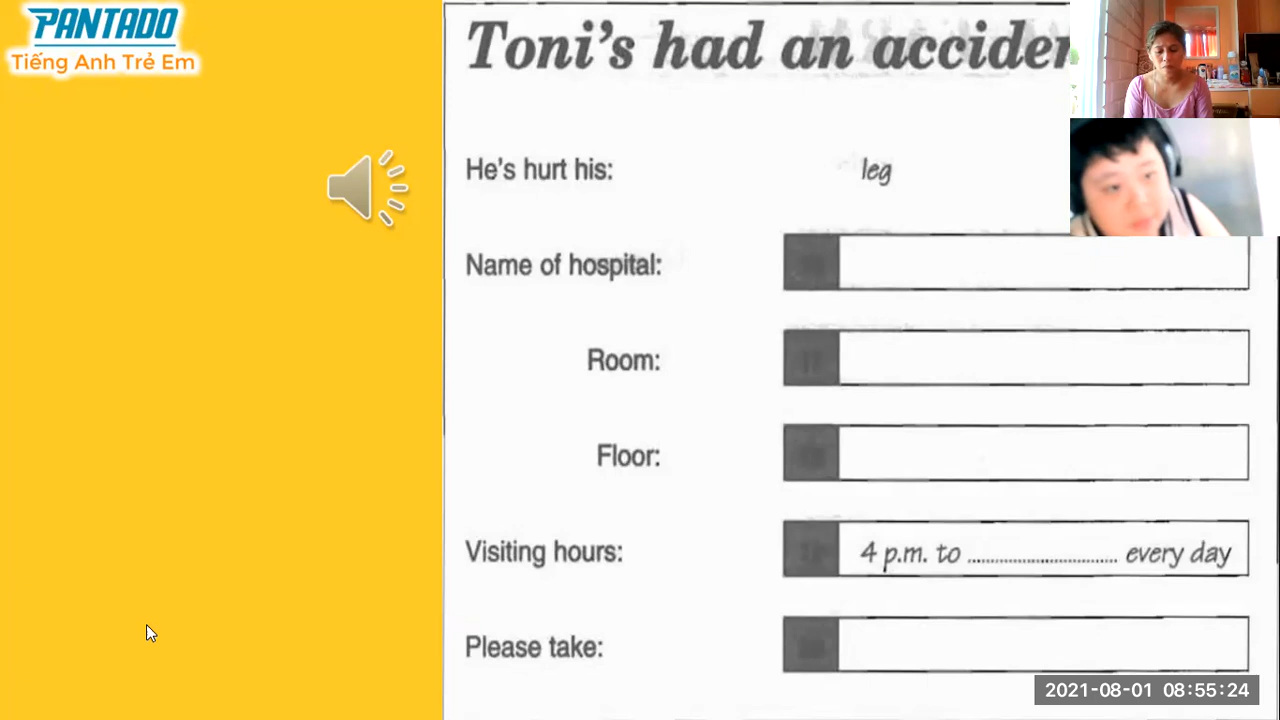 PANTADO
Tiếng Anh Trẻ Em
Toni's had an acciden
He's hurt his: leg
Name of hospital:
Room:
Floor:
Visiting hours: 4 p.m. to ........................... every day
Please take:
2021-08-01 08:55:24